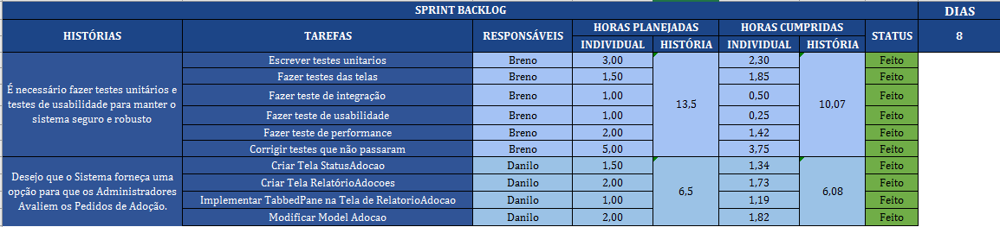 SPRINT BACKLOG DIAS
HISTÓRIAS TAREFAS RESPONSÁVEIS HORAS PLANEJADAS HORAS CUMPRIDAS STATUS 8
INDIVIDUAL HISTÓRIA INDIVIDUAL HISTÓRIA
É necessário fazer testes unitários e
testes de usabilidade para manter o
sistema seguro e robusto
Escrever testes unitarios Breno 3,00 13,5 2,30 10,07 Feito
Fazer testes das telas Breno 1,50 1,85 Feito
Fazer teste de integração Breno 1,00 0,50 Feito
Fazer teste de usabilidade Breno 1,00 0,25 Feito
Fazer teste de performance Breno 2,00 1,42 Feito
Corrigir testes que não passaram Breno 5,00 3,75 Feito
Desejo que o Sistema forneça uma
opção para que os Administradores
Avaliem os Pedidos de Adoção.
Criar Tela StatusAdocao Danilo 1,50 6,5 1,34 6,08 Feito
Criar Tela RelatórioAdocoes Danilo 2,00 1,73 Feito
Implementar TabbedPane na Tela de RelatorioAdocao Danilo 1,00 1,19 Feito
Modificar Model Adocao Danilo 2,00 1,82 Feito